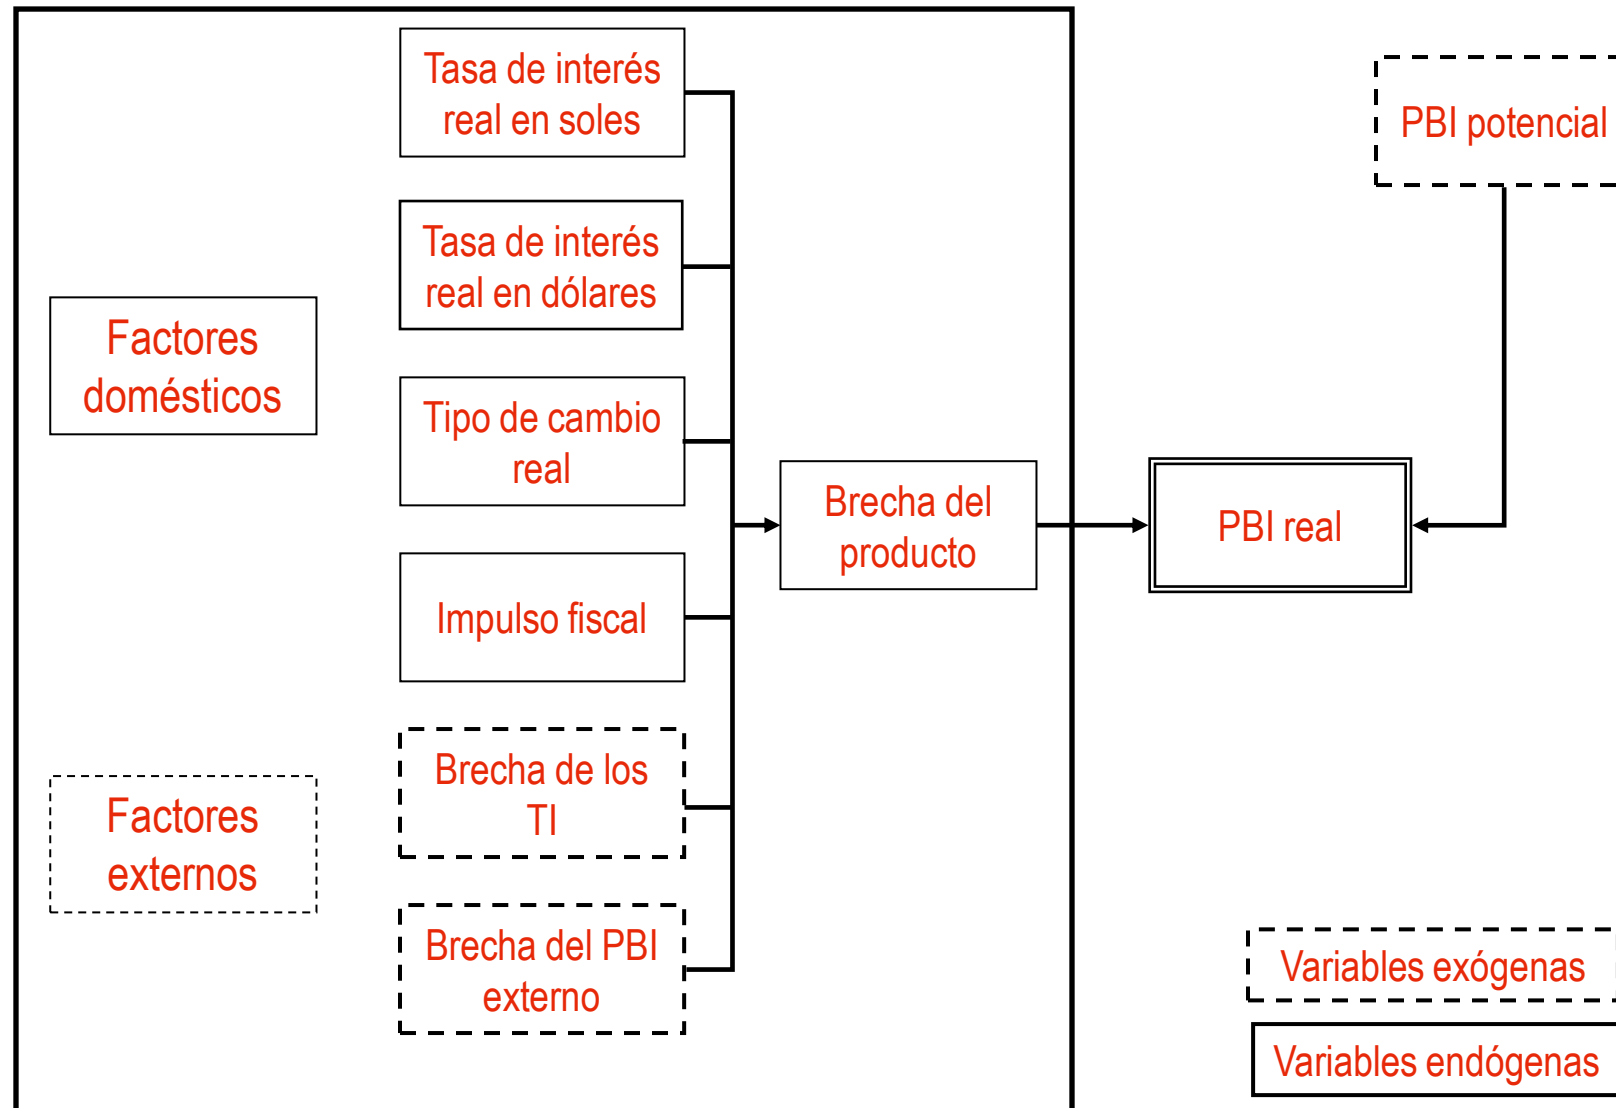 Tasa de interés
real en soles
Tasa de interés
real en dólares
Factores
domésticos
Tipo de cambio
real
Impulso fiscal
Factores
externos
Brecha de los
TI
Brecha del PBI
externo
Brecha del
producto
PBI real
PBI potencial
Variables exógenas
Variables endógenas